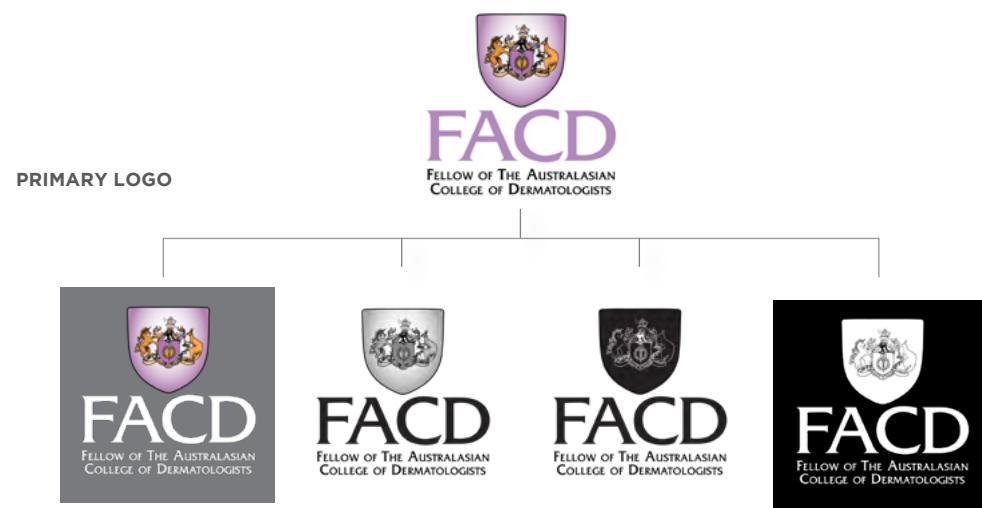 FACD
Fellow of The Australasian
College of Dermatologists
PRIMARY LOGO
FACD
Fellow of The Australasian
College of Dermatologists
FACD
Fellow of The Australasian
College of Dermatologists
FACD
Fellow of The Australasian
College of Dermatologists
FACD
Fellow of The Australasian
College of Dermatologists